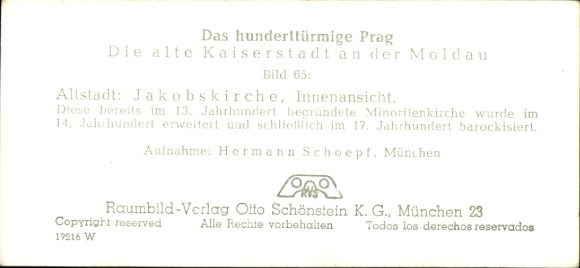 Das hunderttürmige Prag
Die alte Kaiserstadt an der Moldau
Bild 65:
Altstadt: Jakobskirche, Innenansicht.
Diese bereits im 13. Jahrhundert begründete Minoritenkirche wurde im
14. Jahrhundert erweitert und schließlich im 17. Jahrhundert barockisiert.
Aufnahme: Hermann Schoepf, München
RVS
Raumbild-Verlag Otto Schönstein K. G., München 23
Copyright reserved Alle Rechte vorbehalten Todos los derechos reservados
19216 W